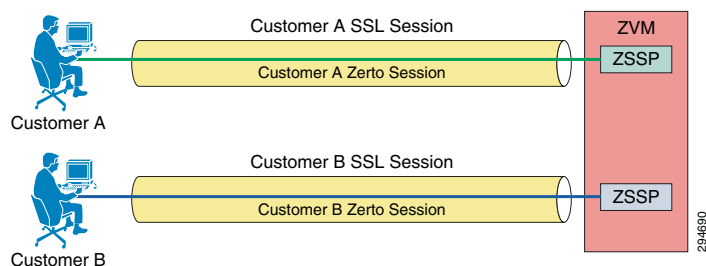 Customer A SSL Session
ZVM
ZSSP
Customer A Zerto Session
Customer A
Customer B SSL Session
ZSSP
Customer B Zerto Session
Customer B
294690